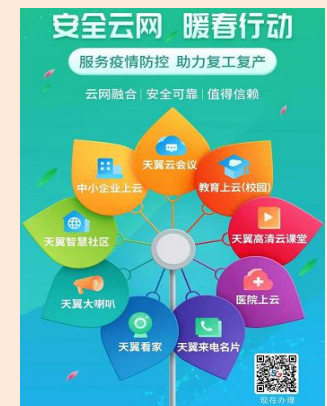 安全云网 暖春行动
服务疫情防控 助力复工复产
云网融合|安全可靠|值得信赖
天翼云会议
中小企业上云
教育上云(校园)
天翼智慧社区
天翼高清云课堂
天翼大喇叭
医院上云
天翼看家
天翼来电名片
现在办理